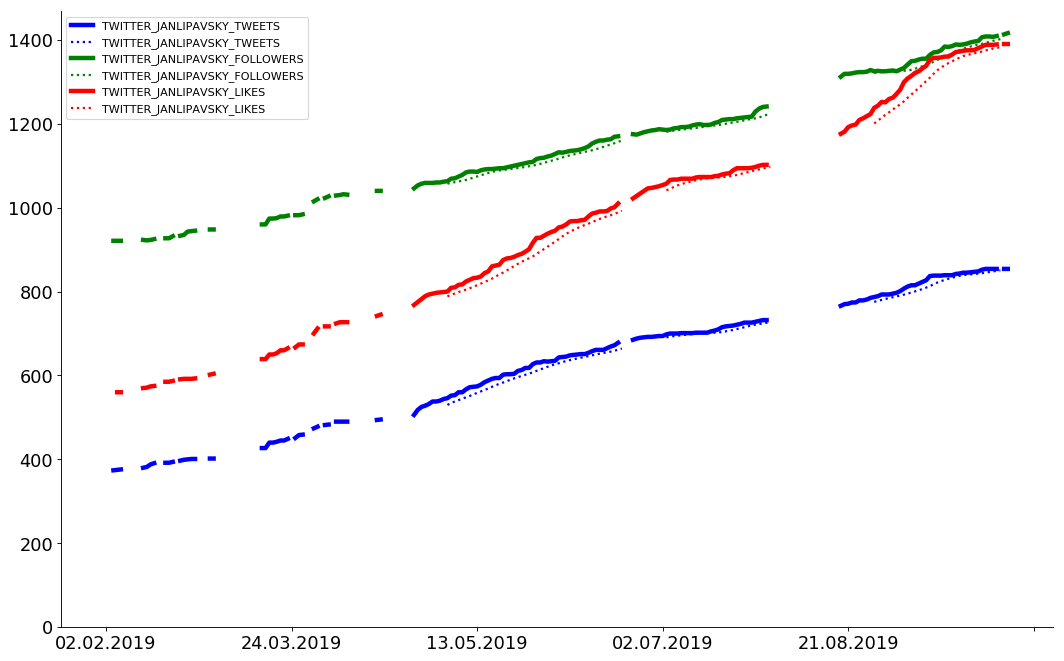 TWITTER_JANLIPAVSKY_TWEETS
TWITTER_JANLIPAVSKY_TWEETS
TWITTER_JANLIPAVSKY_FOLLOWERS
TWITTER_JANLIPAVSKY_FOLLOWERS
TWITTER_JANLIPAVSKY_LIKES
TWITTER_JANLIPAVSKY_LIKES
1400
1200
1000
800
600
400
200
0
02.02.2019 24.03.2019 13.05.2019 02.07.2019 21.08.2019